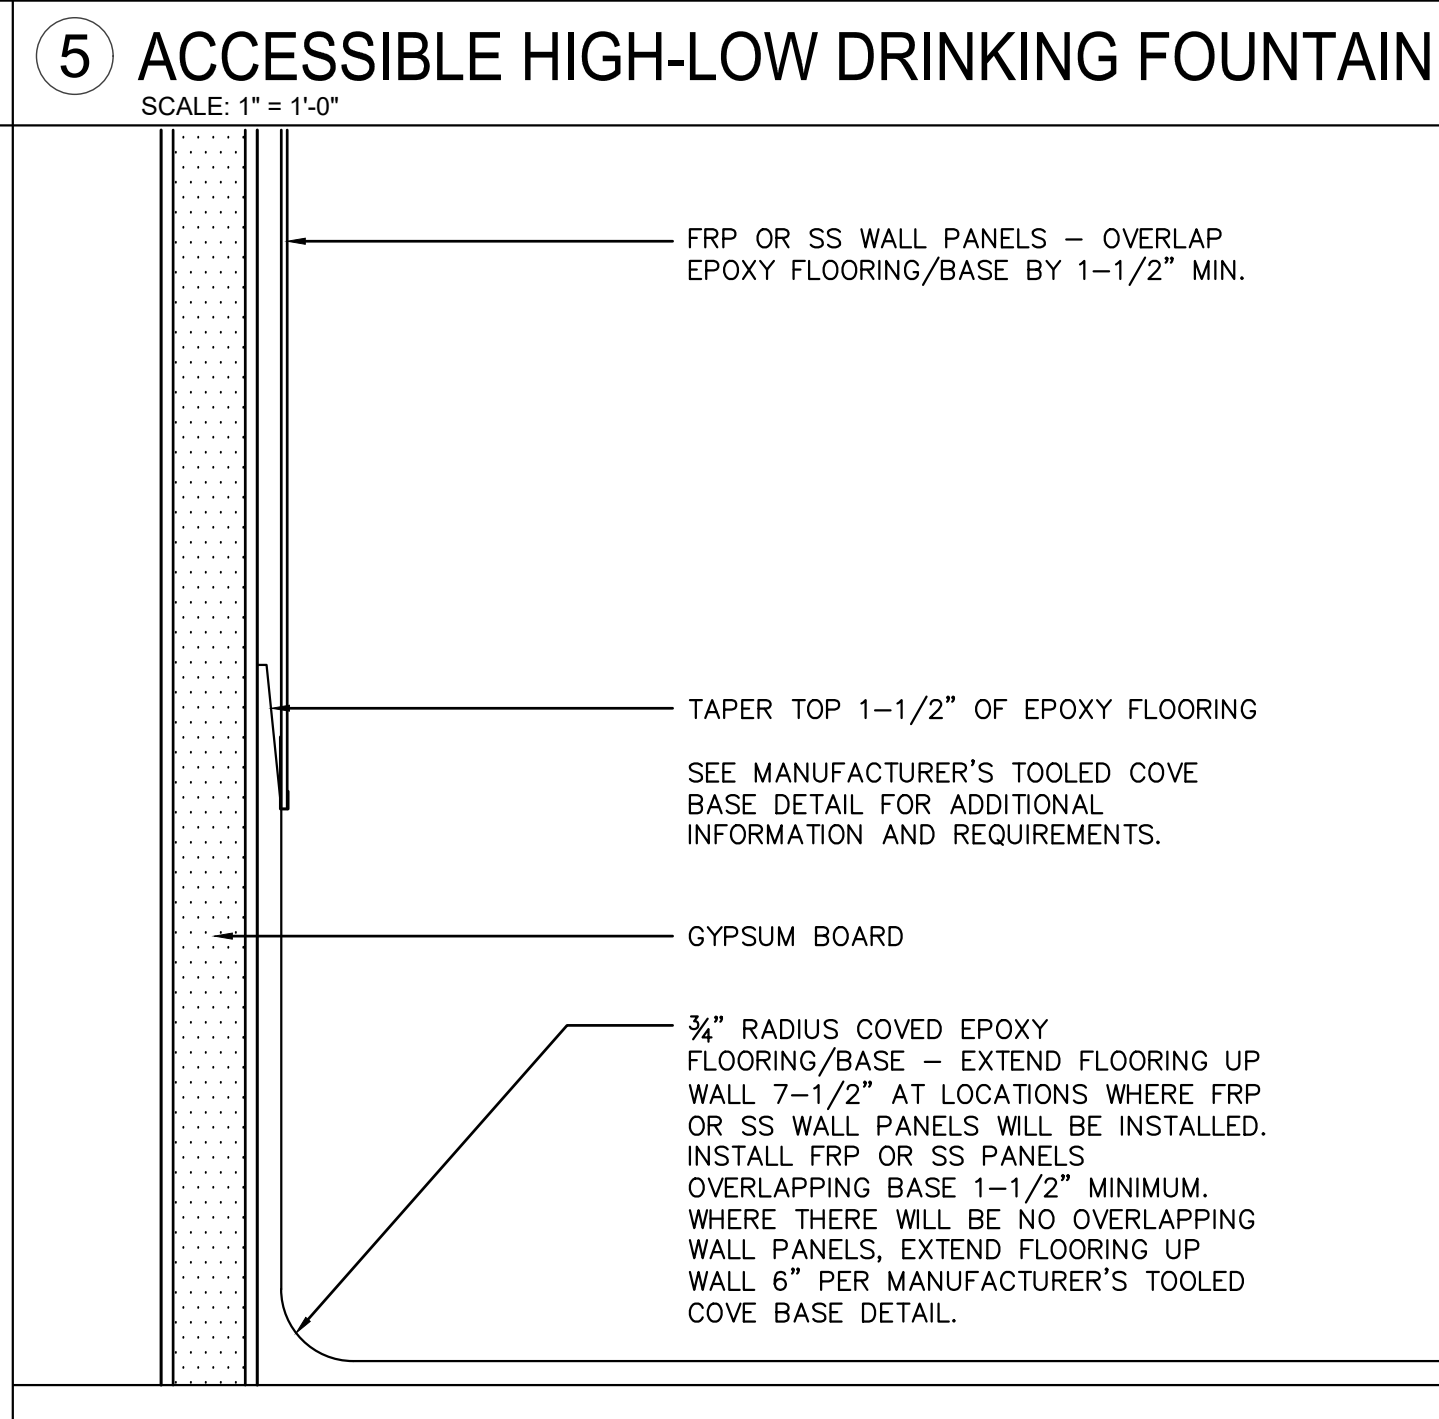 5 ACCESSIBLE HIGH-LOW DRINKING FOUNTAIN
SCALE: 1" = 1'-0"
FRP OR SS WALL PANELS – OVERLAP
EPOXY FLOORING/BASE BY 1–1/2” MIN.
TAPER TOP 1–1/2” OF EPOXY FLOORING
SEE MANUFACTURER’S TOOLED COVE
BASE DETAIL FOR ADDITIONAL
INFORMATION AND REQUIREMENTS.
GYPSUM BOARD
¾” RADIUS COVED EPOXY
FLOORING/BASE – EXTEND FLOORING UP
WALL 7–1/2” AT LOCATIONS WHERE FRP
OR SS WALL PANELS WILL BE INSTALLED.
INSTALL FRP OR SS PANELS
OVERLAPPING BASE 1–1/2” MINIMUM.
WHERE THERE WILL BE NO OVERLAPPING
WALL PANELS, EXTEND FLOORING UP
WALL 6” PER MANUFACTURER’S TOOLED
COVE BASE DETAIL.